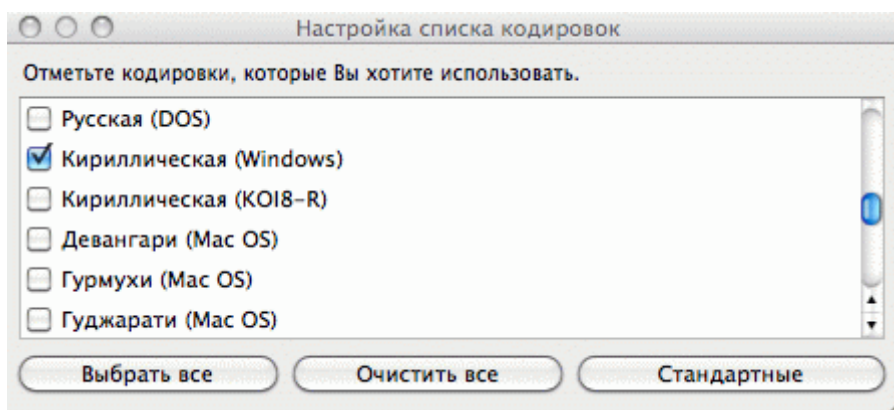 Настройка списка кодировок
Отметьте кодировки, которые Вы хотите использовать.
Русская (DOS)
Кириллическая (Windows)
Кириллическая (KOI8-R)
Девангари (Mac OS)
Гурмухи (Mac OS)
Гуджарати (Mac OS)
Выбрать все Очистить все Стандартные